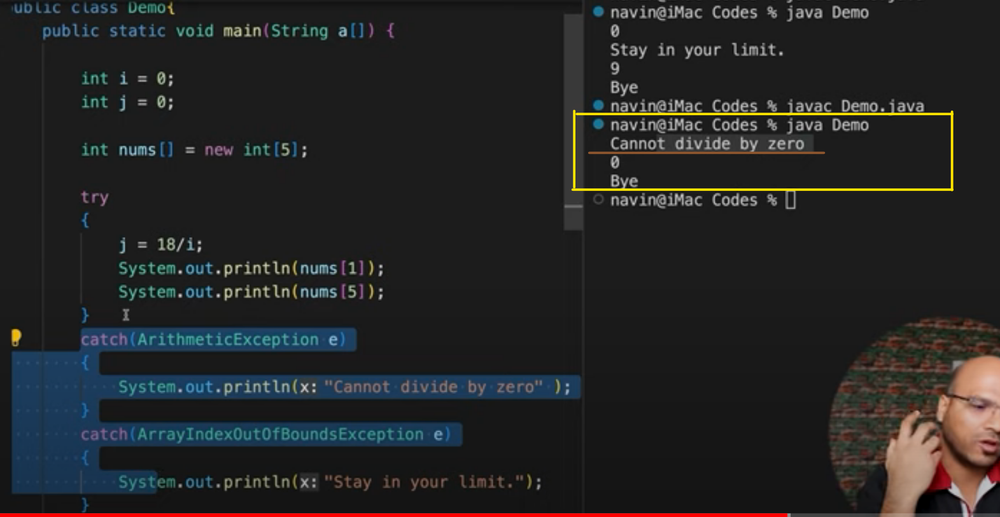 public class Demo{
public static void main(String a[]) {
int i = 0;
int j = 0;
int nums[] = new int[5];
try
{
j = 18/i;
System.out.println(nums[1]);
System.out.println(nums[5]);
}
catch(ArithmeticException e)
{
System.out.println(x: "Cannot divide by zero" );
}
catch(ArrayIndexOutOfBoundsException e)
{
System.out.println(x: "Stay in your limit.");
}
navin@iMac Codes % java Demo
0
Stay in your limit.
9
Bye
navin@iMac Codes % javac Demo.java
navin@iMac Codes % java Demo
Cannot divide by zero
0
Bye
navin@iMac Codes %